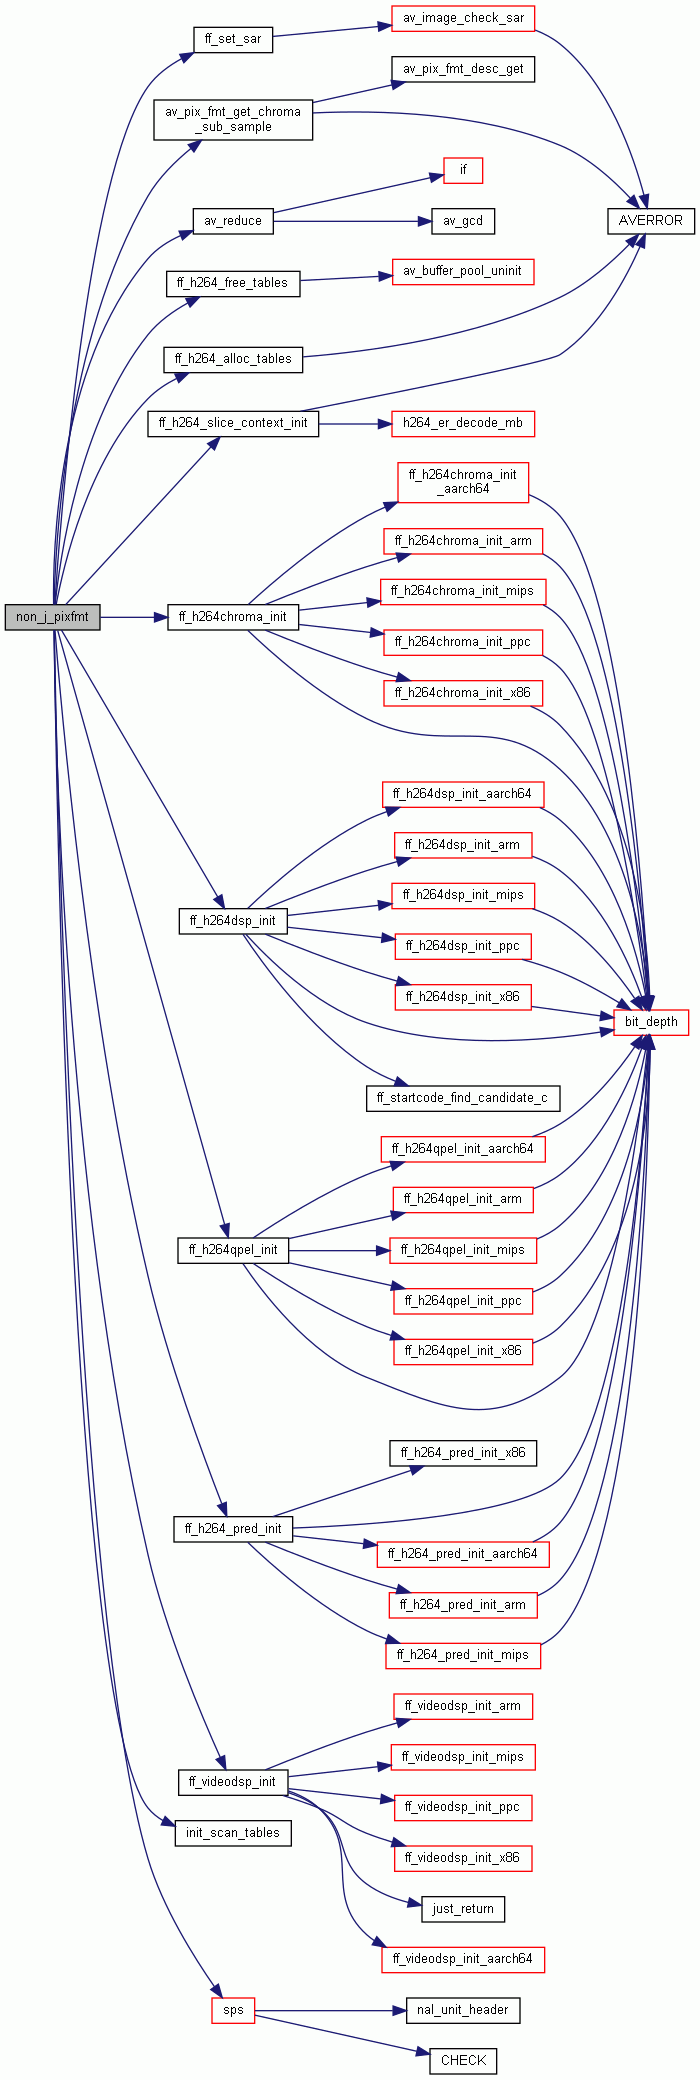 av_image_check_sar
ff_set_sar
av_pix_fmt_desc_get
av_pix_fmt_get_chroma
_sub_sample
if
av_reduce
av_gcd
AVERROR
av_buffer_pool_uninit
ff_h264_free_tables
ff_h264_alloc_tables
ff_h264_slice_context_init
h264_er_decode_mb
ff_h264chroma_init
_aarch64
ff_h264chroma_init_arm
ff_h264chroma_init_mips
non_j_pixfmt
ff_h264chroma_init
ff_h264chroma_init_ppc
ff_h264chroma_init_x86
ff_h264dsp_init_aarch64
ff_h264dsp_init_arm
ff_h264dsp_init_mips
ff_h264dsp_init
ff_h264dsp_init_ppc
ff_h264dsp_init_x86
bit_depth
ff_startcode_find_candidate_c
ff_h264qpel_init_aarch64
ff_h264qpel_init_arm
ff_h264qpel_init
ff_h264qpel_init_mips
ff_h264qpel_init_ppc
ff_h264qpel_init_x86
ff_h264_pred_init_x86
ff_h264_pred_init
ff_h264_pred_init_aarch64
ff_h264_pred_init_arm
ff_h264_pred_init_mips
ff_videodsp_init_arm
ff_videodsp_init_mips
ff_videodsp_init
ff_videodsp_init_ppc
init_scan_tables
ff_videodsp_init_x86
just_return
ff_videodsp_init_aarch64
sps
nal_unit_header
CHECK